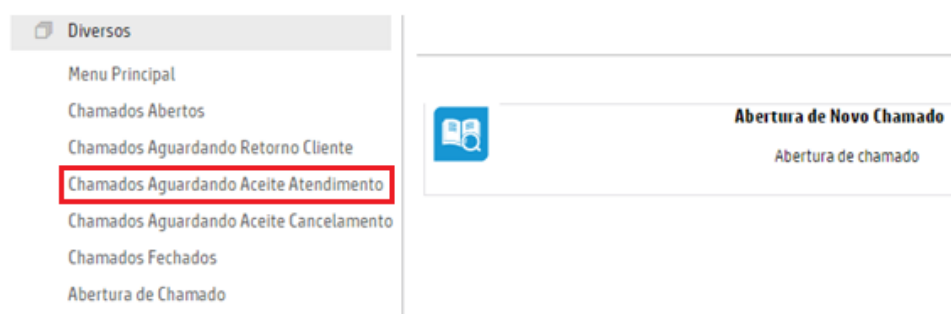 Diversos
Menu Principal
Chamados Abertos
Chamados Aguardando Retorno Cliente
Chamados Aguardando Aceite Atendimento
Chamados Aguardando Aceite Cancelamento
Chamados Fechados
Abertura de Chamado
Abertura de Novo Chamado
Abertura de chamado